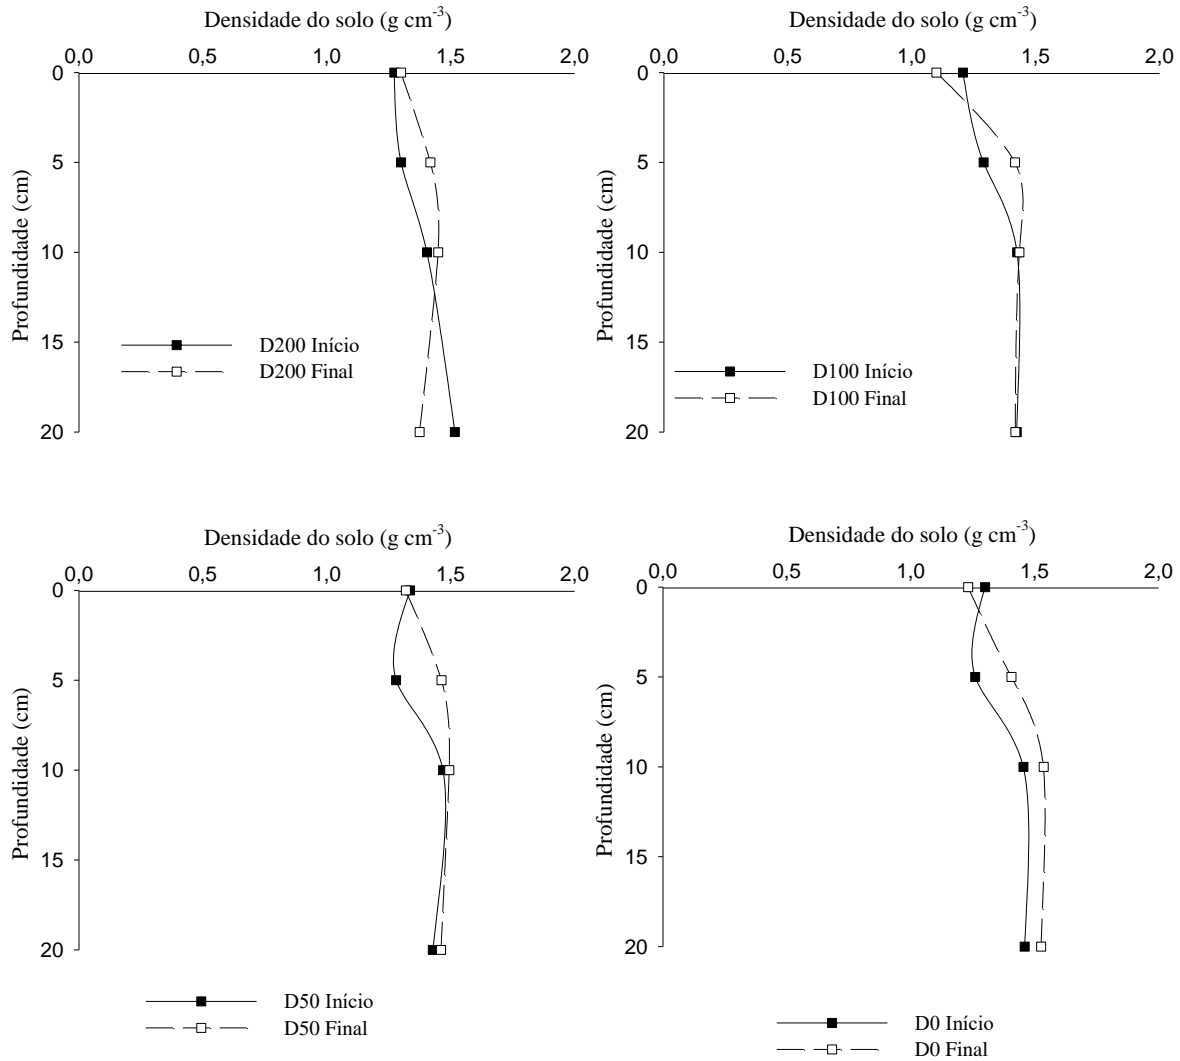 Densidade do solo (g cm-3)
0,0 0,5 1,0 1,5 2,0
0
5
10
15
20
Profundidade (cm)
D200 Início
D200 Final
Densidade do solo (g cm-3)
0,0 1,0 1,5 2,0
0
5
10
15
20
Profundidade (cm)
D100 Início
D100 Final
Densidade do solo (g cm-3)
0,0 0,5 1,0 1,5 2,0
0
5
10
15
20
Profundidade (cm)
D50 Início
D50 Final
Densidade do solo (g cm-3)
0,0 0,5 1,0 1,5 2,0
0
5
10
15
20
Profundidade (cm)
D0 Início
D0 Final